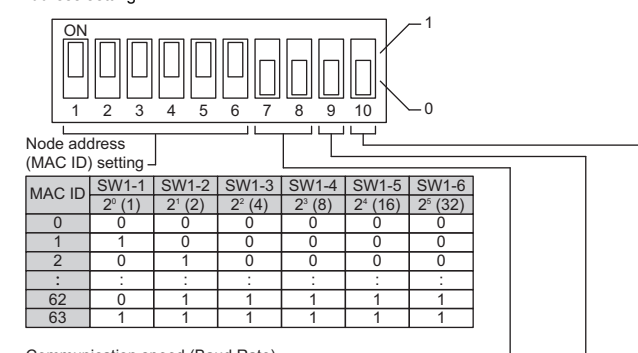 ON
1
1 2 3 4 5 6 7 8 9 10
0
Node address
(MAC ID) setting
MAC ID SW1-1 SW1-2 SW1-3 SW1-4 SW1-5 SW1-6
2⁰ (1) 2¹ (2) 2² (4) 2³ (8) 2⁴ (16) 2⁵ (32)
0 0 0 0 0 0 0
1 1 0 0 0 0 0
2 0 1 0 0 0 0
: : : : : : :
62 0 1 1 1 1 1
63 1 1 1 1 1 1
Communication speed (Baud Rate)